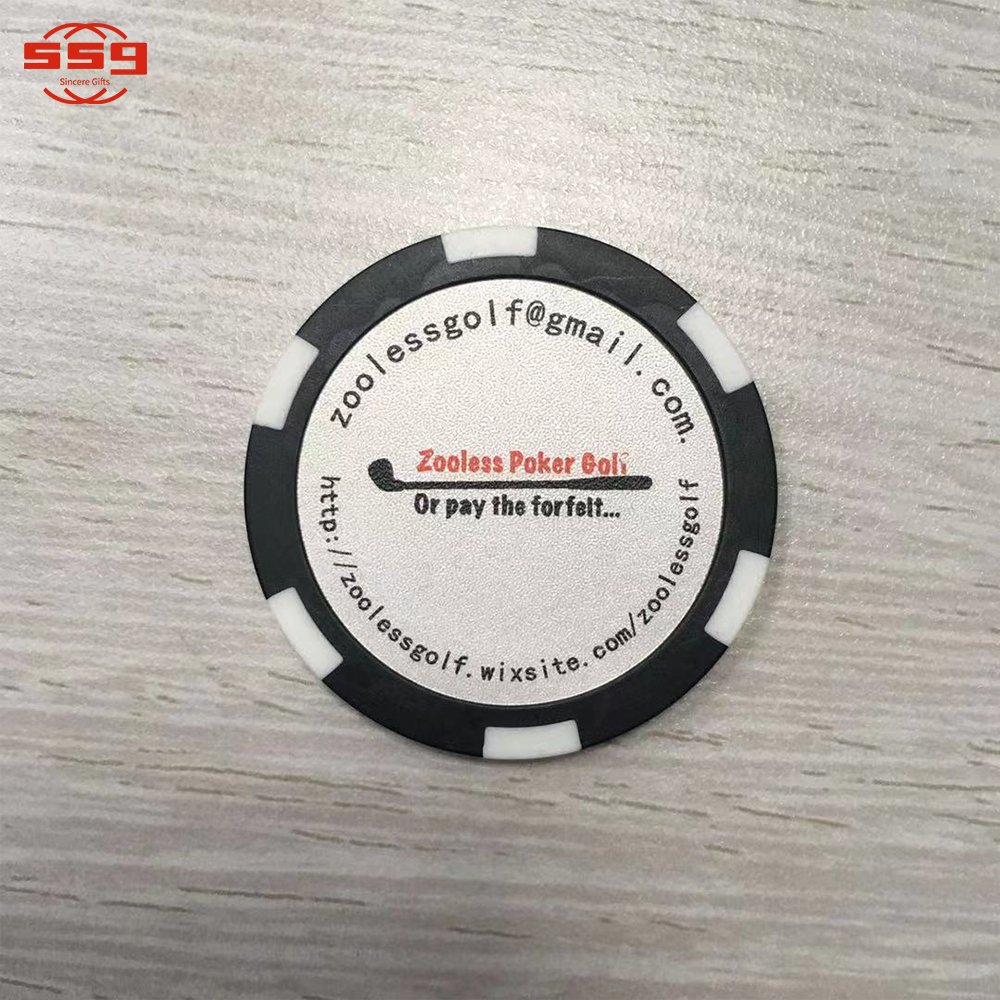 SSG
Sincere Gifts
zoolessgolf@gmail.com.
Zooless Poker Golf
Or pay the forfeit...
http://zoolessgolf.wixsite.com/zoolessgolf